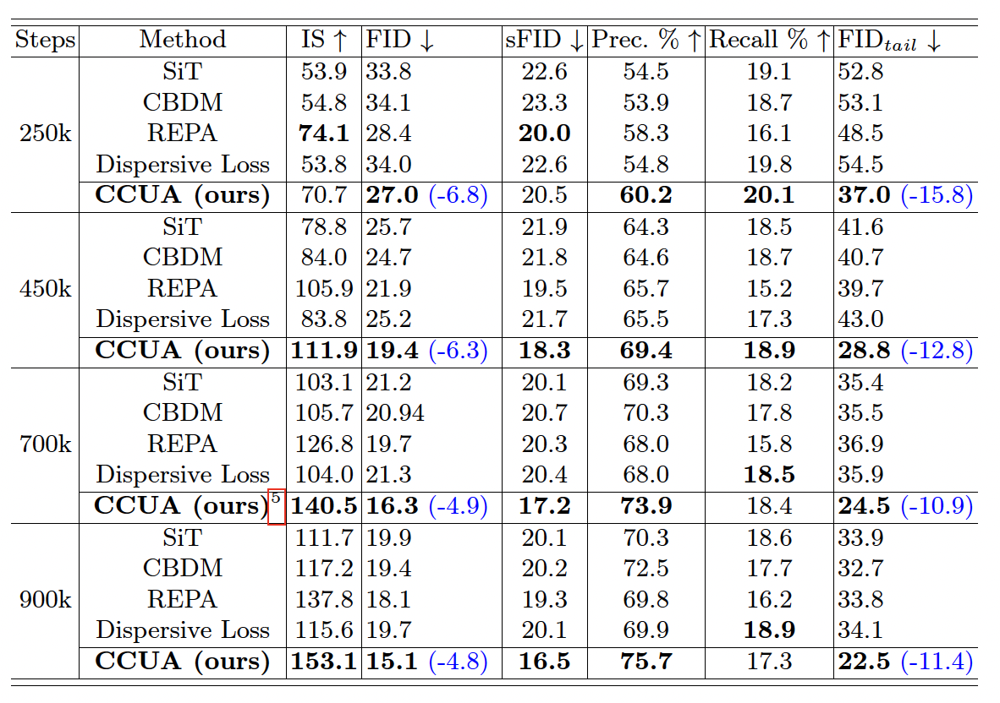 Steps Method IS ↑ FID ↓ sFID ↓ Prec. % ↑ Recall % ↑ FID_tail ↓
SiT 53.9 33.8 22.6 54.5 19.1 52.8
CBDM 54.8 34.1 23.3 53.9 18.7 53.1
250k REPA 74.1 28.4 20.0 58.3 16.1 48.5
Dispersive Loss 53.8 34.0 22.6 54.8 19.8 54.5
CCUA (ours) 70.7 27.0 (-6.8) 20.5 60.2 20.1 37.0 (-15.8)
SiT 78.8 25.7 21.9 64.3 18.5 41.6
CBDM 84.0 24.7 21.8 64.6 18.7 40.7
450k REPA 105.9 21.9 19.5 65.7 15.2 39.7
Dispersive Loss 83.8 25.2 21.7 65.5 17.3 43.0
CCUA (ours) 111.9 19.4 (-6.3) 18.3 69.4 18.9 28.8 (-12.8)
SiT 103.1 21.2 20.1 69.3 18.2 35.4
CBDM 105.7 20.94 20.7 70.3 17.8 35.5
700k REPA 126.8 19.7 20.3 68.0 15.8 36.9
Dispersive Loss 104.0 21.3 20.4 68.0 18.5 35.9
CCUA (ours)⁵ 140.5 16.3 (-4.9) 17.2 73.9 18.4 24.5 (-10.9)
SiT 111.7 19.9 20.1 70.3 18.6 33.9
CBDM 117.2 19.4 20.2 72.5 17.7 32.7
900k REPA 137.8 18.1 19.3 69.8 16.2 33.8
Dispersive Loss 115.6 19.7 20.1 69.9 18.9 34.1
CCUA (ours) 153.1 15.1 (-4.8) 16.5 75.7 17.3 22.5 (-11.4)